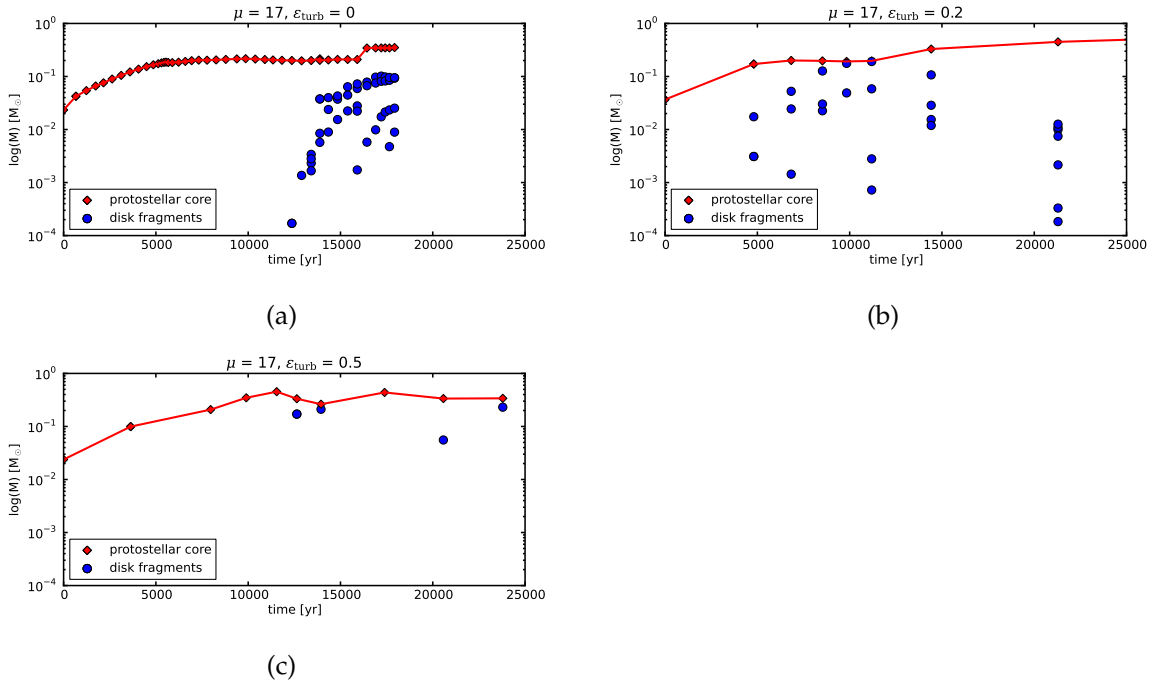 μ = 17, ε_turb = 0
10^0
10^-1
10^-2
10^-3
10^-4
log(M) [M_⊙]
protostellar core
disk fragments
0 5000 10000 15000 20000 25000
time [yr]
(a)
μ = 17, ε_turb = 0.2
10^0
10^-1
10^-2
10^-3
10^-4
log(M) [M_⊙]
protostellar core
disk fragments
0 5000 10000 15000 20000 25000
time [yr]
(b)
μ = 17, ε_turb = 0.5
10^0
10^-1
10^-2
10^-3
10^-4
log(M) [M_⊙]
protostellar core
disk fragments
0 5000 10000 15000 20000 25000
time [yr]
(c)